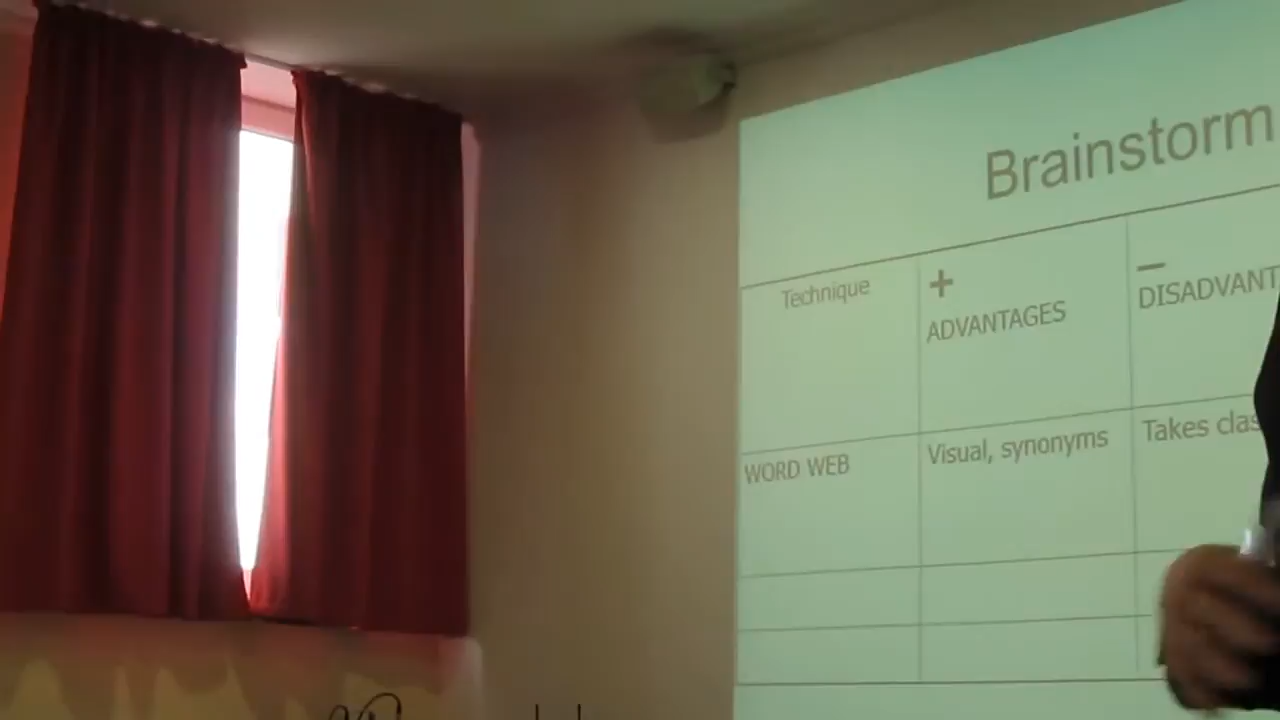 Brainstorm
Technique
+
ADVANTAGES
−
DISADVANT
WORD WEB
Visual, synonyms
Takes clas